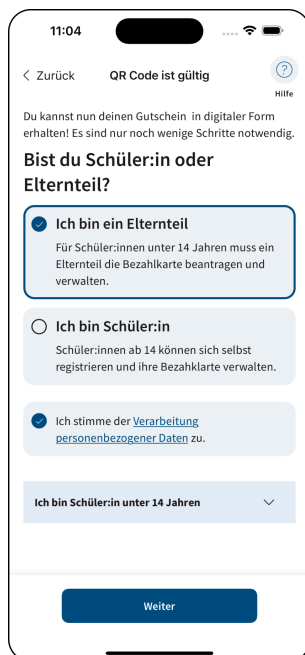 11:04
Zurück QR Code ist gültig ?
Hilfe
Du kannst nun deinen Gutschein in digitaler Form
erhalten! Es sind nur noch wenige Schritte notwendig.
Bist du Schüler:in oder
Elternteil?
Ich bin ein Elternteil
Für Schüler:innen unter 14 Jahren muss ein
Elternteil die Bezahlkarte beantragen und
verwalten.
Ich bin Schüler:in
Schüler:innen ab 14 können sich selbst
registrieren und ihre Bezahklarte verwalten.
Ich stimme der Verarbeitung
personenbezogener Daten zu.
Ich bin Schüler:in unter 14 Jahren
Weiter